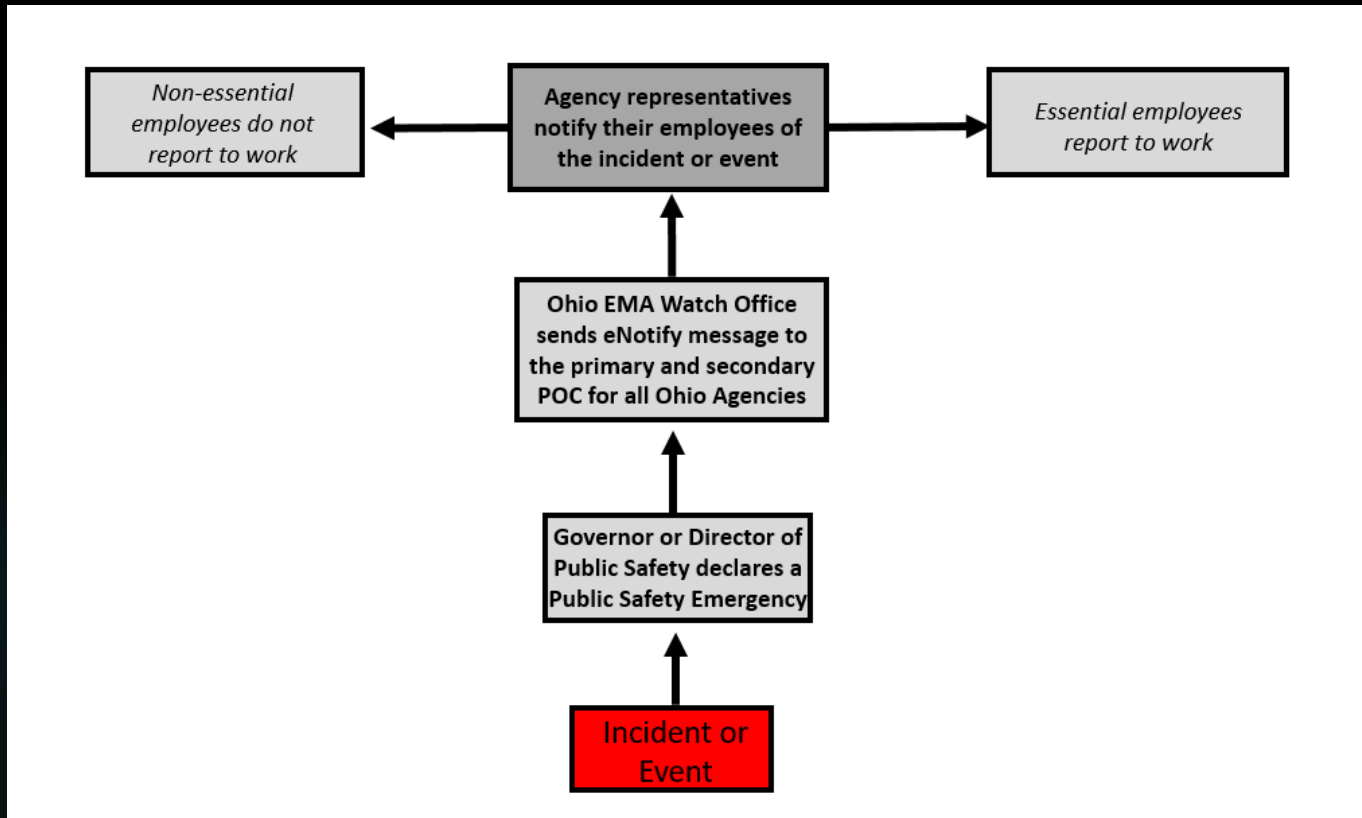 Non-essential
employees do not
report to work
Agency representatives
notify their employees of
the incident or event
Essential employees
report to work
Ohio EMA Watch Office
sends eNotify message to
the primary and secondary
POC for all Ohio Agencies
Governor or Director of
Public Safety declares a
Public Safety Emergency
Incident or
Event